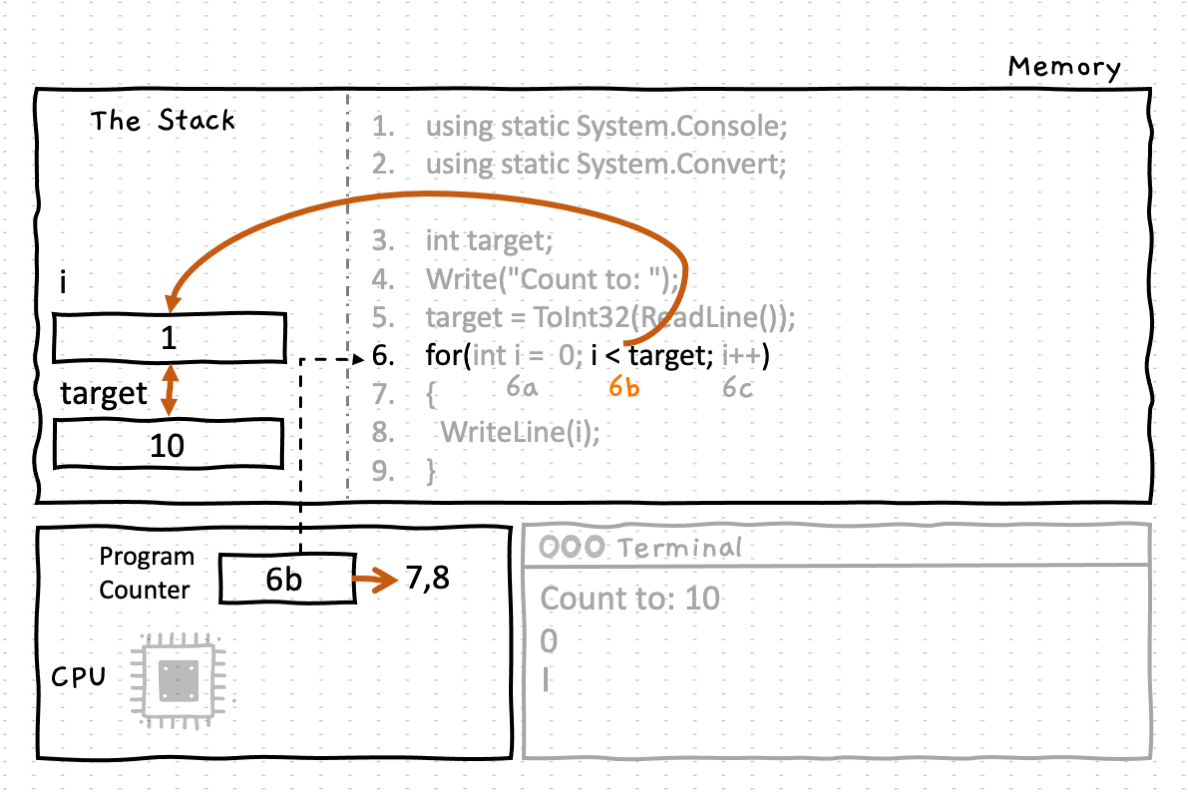 Memory
The Stack
1. using static System.Console;
2. using static System.Convert;
3. int target;
4. Write("Count to: ");
5. target = ToInt32(ReadLine());
6. for(int i = 0; i < target; i++)
6a 6b 6c
7. {
8. WriteLine(i);
9. }
i
1
target
10
Program
Counter
6b
7,8
CPU
Terminal
Count to: 10
0
1